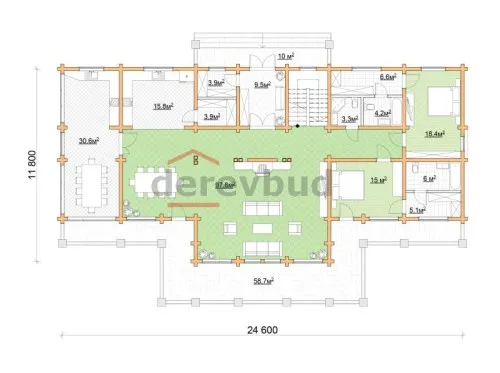 10 м²
3.9м²
9.5м²
6.6м²
15.8м²
3.9м²
3.3м²
4.2м²
18.4м²
30.6м²
11 800
derevbud
97.6м²
15 м²
6 м²
5.1м²
58.7м²
24 600